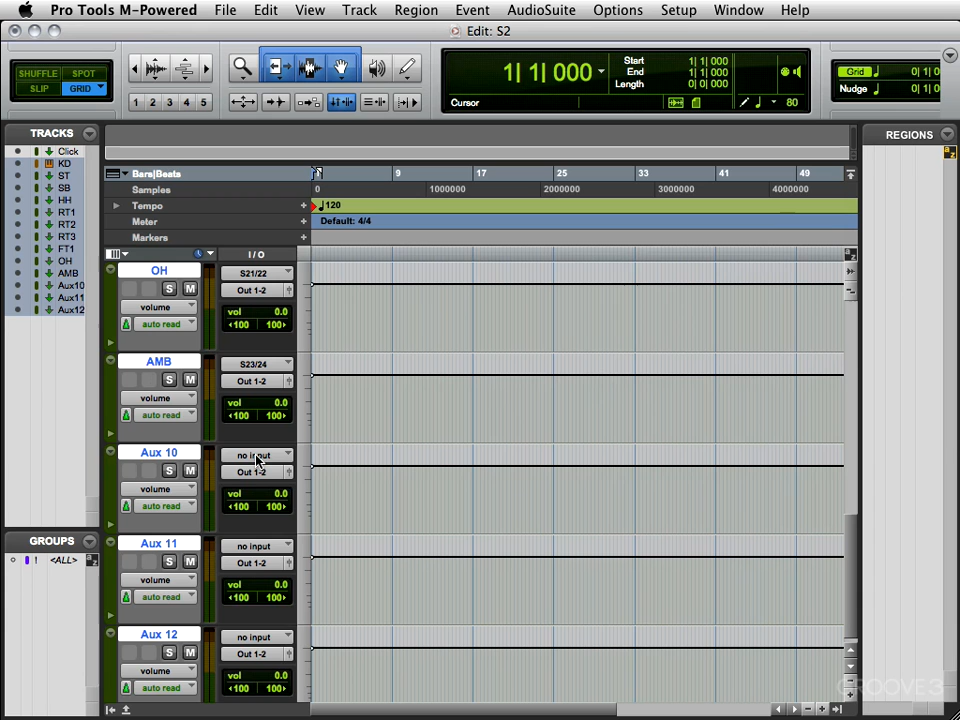 Pro Tools M-Powered File Edit View Track Region Event AudioSuite Options Setup Window Help
Edit: S2
SHUFFLE SPOT
SLIP GRID
1 2 3 4 5
1| 1| 000
Start 1| 1| 000
End 1| 1| 000
Length 0| 0| 000
Cursor
80
Grid 0| 1| 0
Nudge 0| 1| 0
TRACKS
Click
KD
ST
SB
HH
RT1
RT2
RT3
FT1
OH
AMB
Aux10
Aux11
Aux12
GROUPS
1 <ALL>
REGIONS
Bars|Beats 9 17 25 33 41 49
Samples 0 1000000 2000000 3000000 4000000
Tempo 120
Meter Default: 4/4
Markers
I / O
OH
S M
volume
auto read
S21/22
Out 1-2
vol 0.0
100 100
AMB
S M
volume
auto read
S23/24
Out 1-2
vol 0.0
100 100
Aux 10
S M
volume
auto read
no input
Out 1-2
vol 0.0
100 100
Aux 11
S M
volume
auto read
no input
Out 1-2
vol 0.0
100 100
Aux 12
S M
volume
auto read
no input
Out 1-2
vol 0.0
100 100
GROOVE3